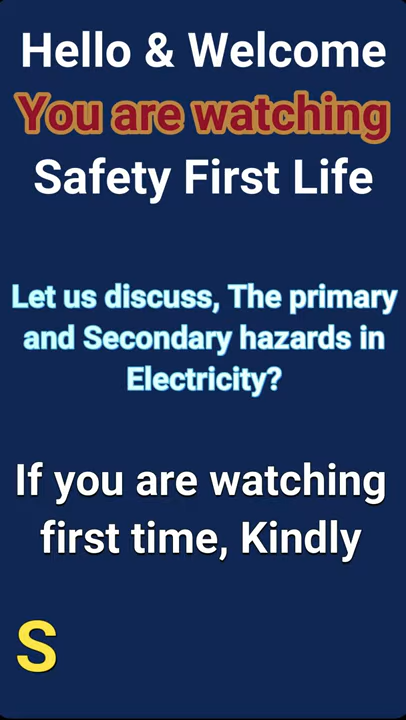 Hello & Welcome
You are watching
Safety First Life
Let us discuss, The primary
and Secondary hazards in
Electricity?
If you are watching
first time, Kindly
S